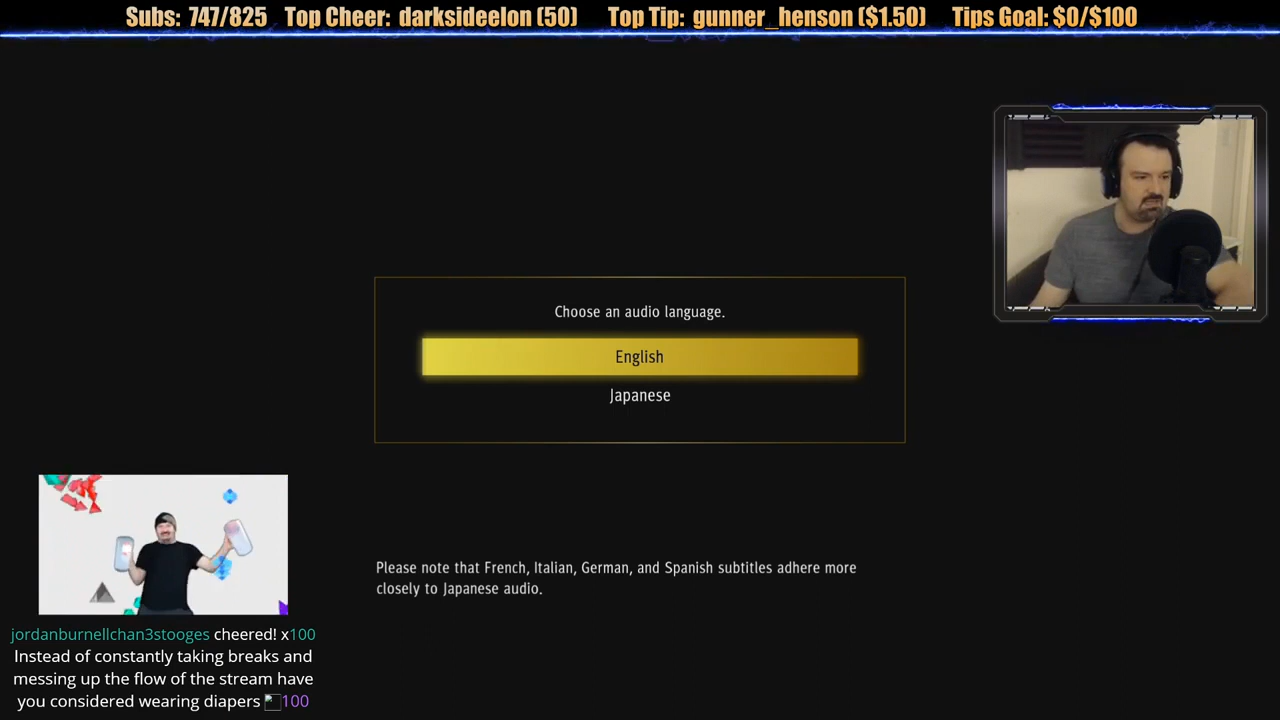 Subs: 747/825 Top Cheer: darksideelon (50) Top Tip: gunner_henson ($1.50) Tips Goal: $0/$100
Choose an audio language.
English
Japanese
Please note that French, Italian, German, and Spanish subtitles adhere more
closely to Japanese audio.
jordanburnellchan3stooges cheered! x100
Instead of constantly taking breaks and
messing up the flow of the stream have
you considered wearing diapers 100